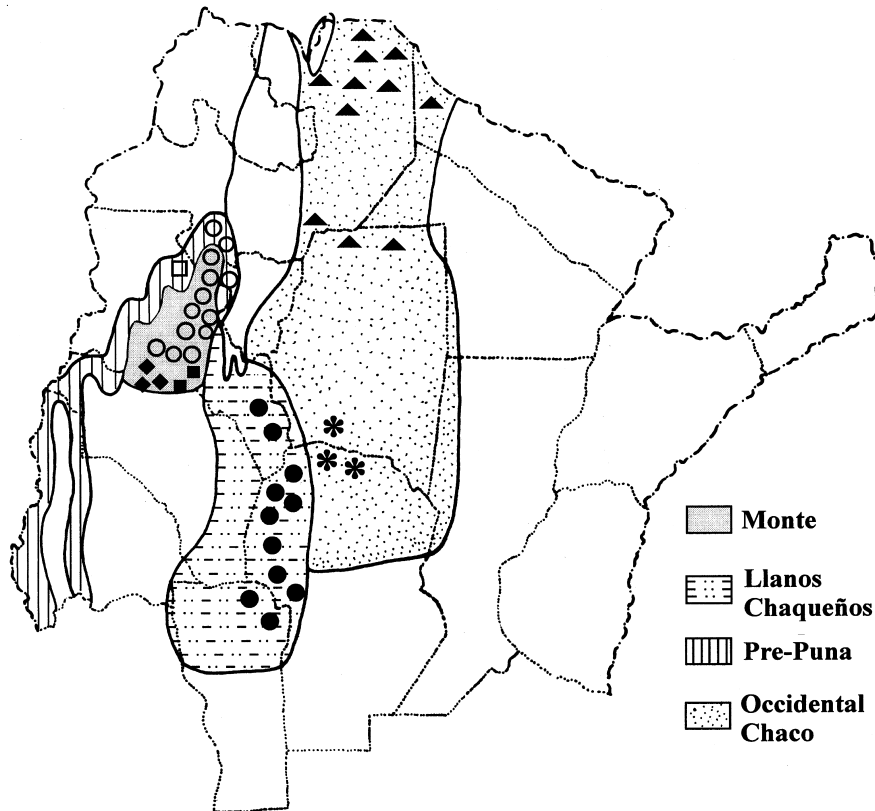 Monte
Llanos
Chaqueños
Pre-Puna
Occidental
Chaco